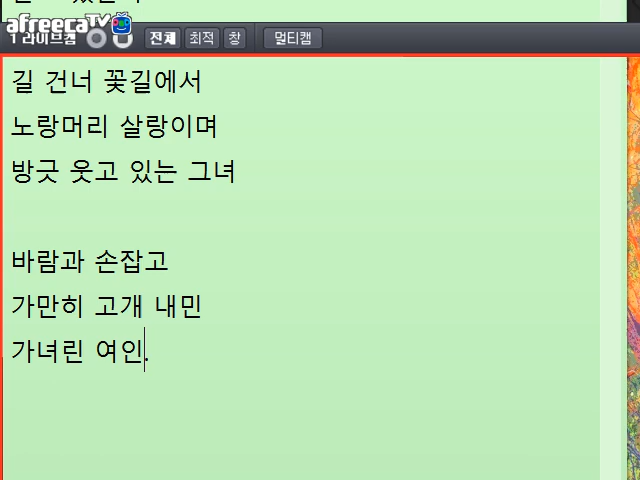 afreecaTV
1 라이브캠
전체
최적
창
멀티캠
길 건너 꽃길에서
노랑머리 살랑이며
방긋 웃고 있는 그녀
바람과 손잡고
가만히 고개 내민
가녀린 여인.